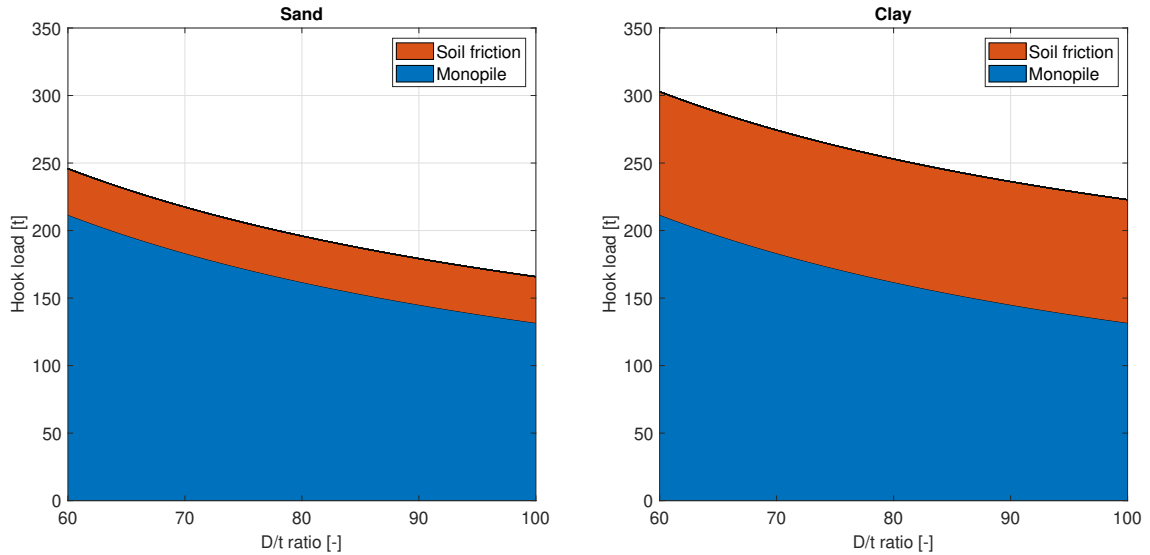 Sand
350
300
250
200
150
100
50
0
Hook load [t]
60 70 80 90 100
D/t ratio [-]
Soil friction
Monopile
Clay
350
300
250
200
150
100
50
0
Hook load [t]
60 70 80 90 100
D/t ratio [-]
Soil friction
Monopile